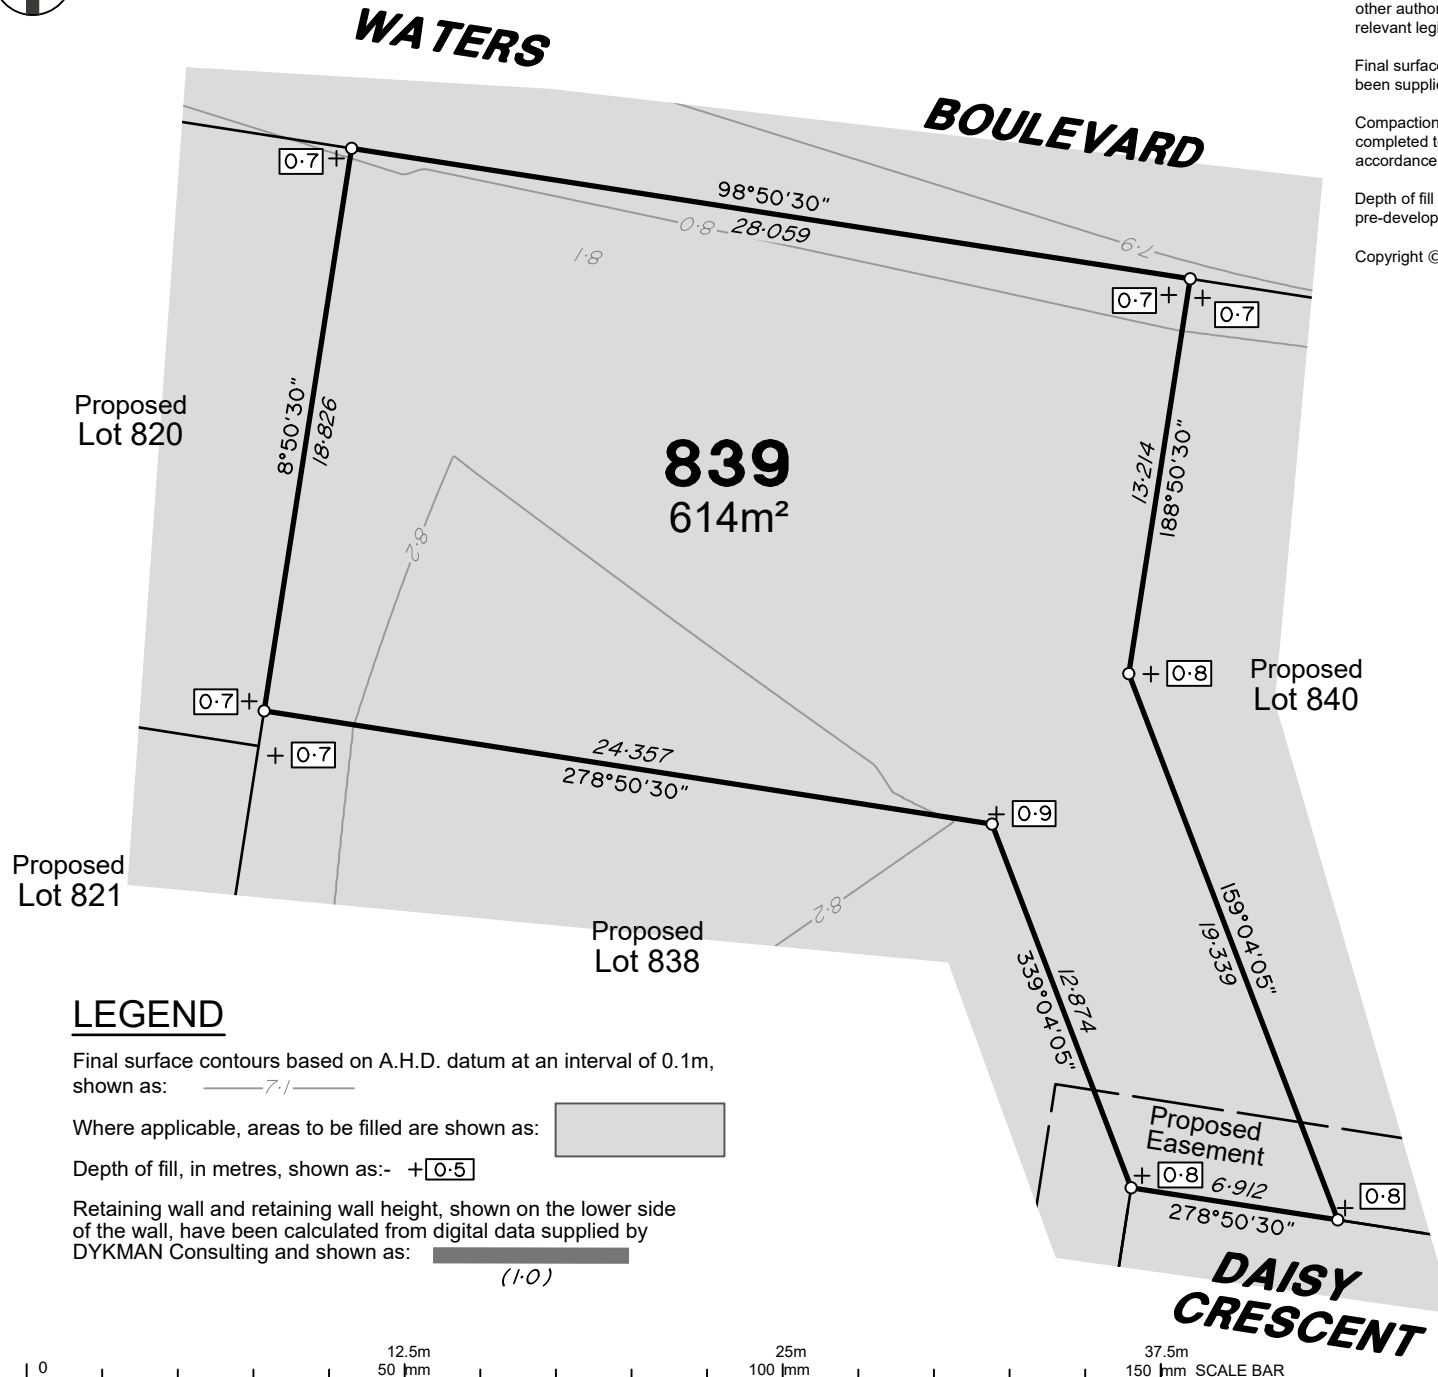 WATERS
BOULEVARD
other author
relevant legi
Final surface
been supplie
Compaction
completed t
accordance
Depth of fill
pre-develop
Copyright ©
0·7
98°50'30"
28·059
8·0
8·1
7·9
0·7
0·7
Proposed
Lot 820
8°50'30"
18·826
839
614m²
13·214
188°50'30"
8·2
0·7
0·7
0·8
Proposed
Lot 840
24·357
278°50'30"
0·9
Proposed
Lot 821
8·2
Proposed
Lot 838
159°04'05"
19·339
339°04'05"
12·874
Proposed
Easement
0·8
6·912
0·8
278°50'30"
DAISY
CRESCENT
LEGEND
Final surface contours based on A.H.D. datum at an interval of 0.1m,
shown as: 7·1
Where applicable, areas to be filled are shown as:
Depth of fill, in metres, shown as:- +0·5
Retaining wall and retaining wall height, shown on the lower side
of the wall, have been calculated from digital data supplied by
DYKMAN Consulting and shown as:
(1·0)
12.5m 25m 37.5m
0 50 mm 100 mm 150 mm SCALE BAR